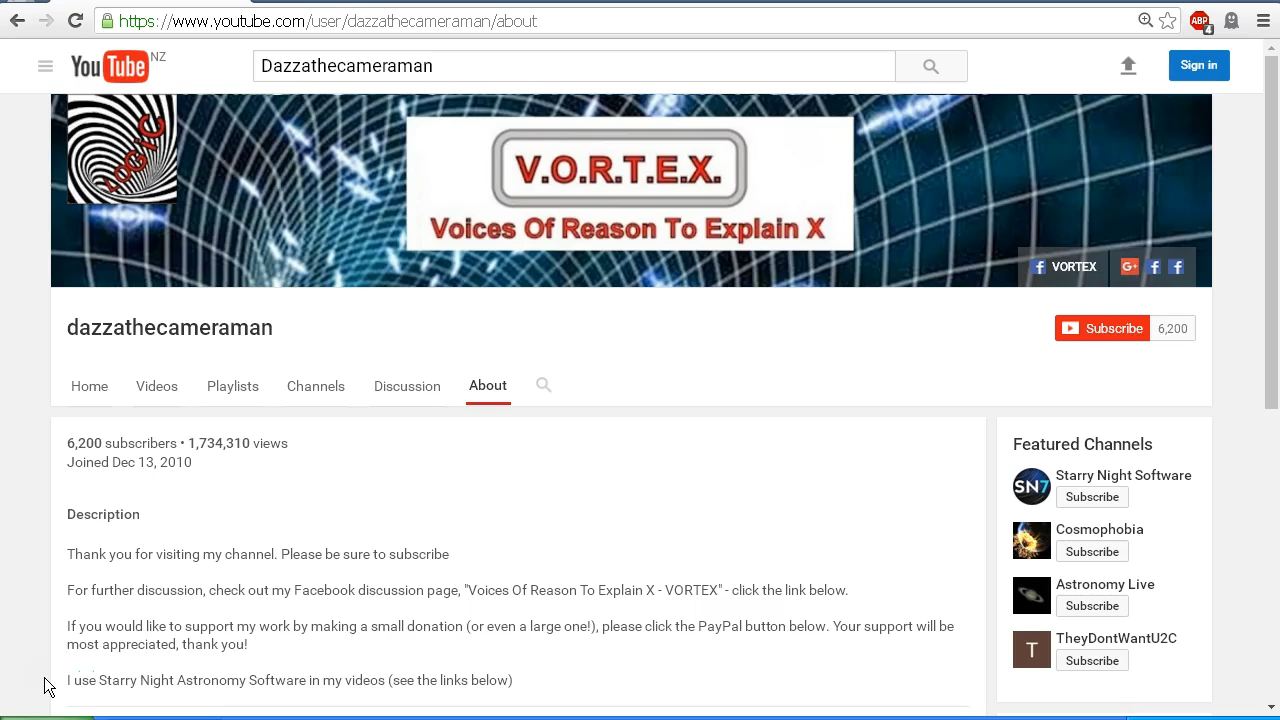 https://www.youtube.com/user/dazzathecameraman/about
ABP
4
YouTube NZ
Dazzathecameraman
Sign in
LOGIC
V.O.R.T.E.X.
Voices Of Reason To Explain X
VORTEX
G+
dazzathecameraman
Subscribe 6,200
Home Videos Playlists Channels Discussion About
6,200 subscribers • 1,734,310 views
Joined Dec 13, 2010
Description
Thank you for visiting my channel. Please be sure to subscribe
For further discussion, check out my Facebook discussion page, "Voices Of Reason To Explain X - VORTEX" - click the link below.
If you would like to support my work by making a small donation (or even a large one!), please click the PayPal button below. Your support will be
most appreciated, thank you!
I use Starry Night Astronomy Software in my videos (see the links below)
Featured Channels
SN7
Starry Night Software
Subscribe
Cosmophobia
Subscribe
Astronomy Live
Subscribe
T
TheyDontWantU2C
Subscribe